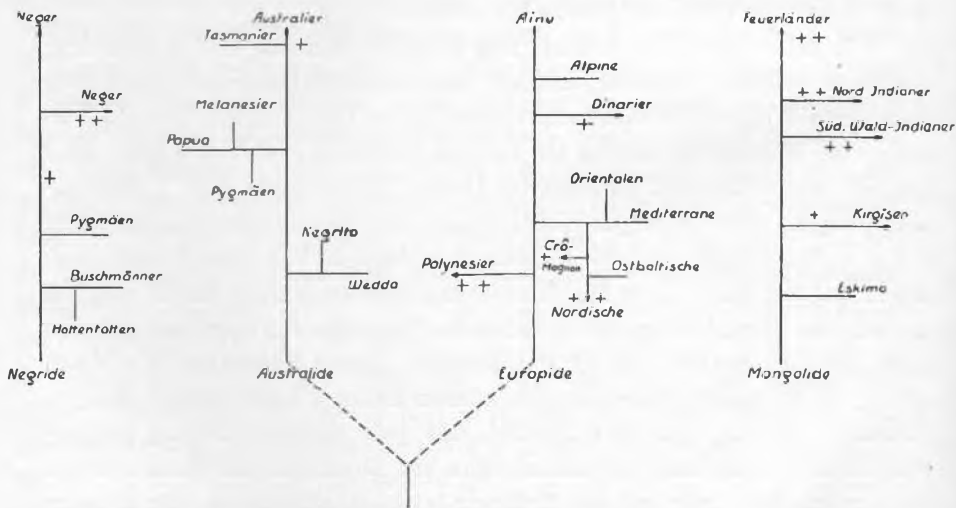 Neger
Neger
+ +
+
Pygmäen
Buschmänner
Hottentotten
Negride
Australier
Tasmanier
+
Melanesier
Papua
Pygmäen
Negrito
Wedda
Australide
Ainu
Alpine
Dinarier
+
Orientalen
Mediterrane
Crô-
+
Magnon
Ostbaltische
Polynesier
+ +
+ +
Nordische
Europide
Feuerländer
+ +
+ + Nord Indianer
Süd. Wald-Indianer
+ +
+ Kirgisen
Eskimo
Mongolide